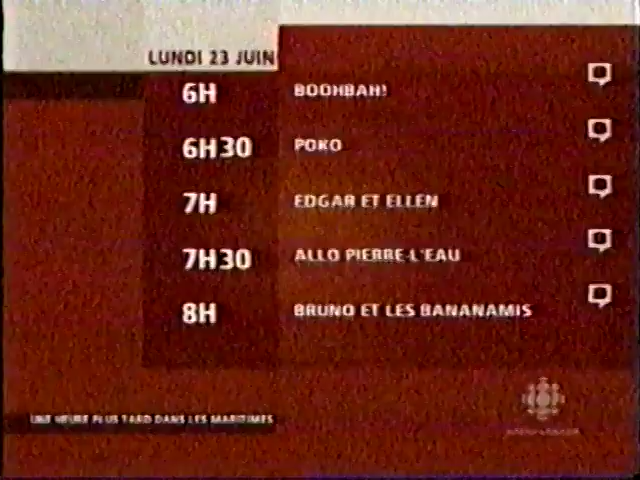 LUNDI 23 JUIN
6H BOOHBAH!
6H30 POKO
7H EDGAR ET ELLEN
7H30 ALLO PIERRE-L'EAU
8H BRUNO ET LES BANANAMIS
UNE HEURE PLUS TARD DANS LES MARITIMES